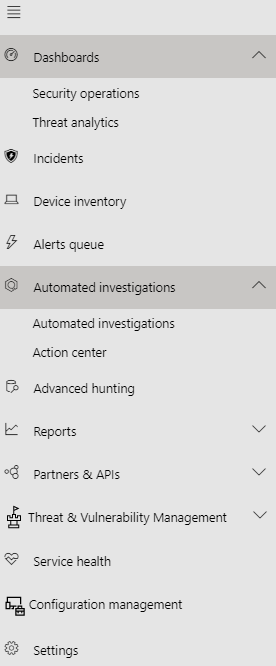 Dashboards
Security operations
Threat analytics
Incidents
Device inventory
Alerts queue
Automated investigations
Automated investigations
Action center
Advanced hunting
Reports
Partners & APIs
Threat & Vulnerability Management
Service health
Configuration management
Settings